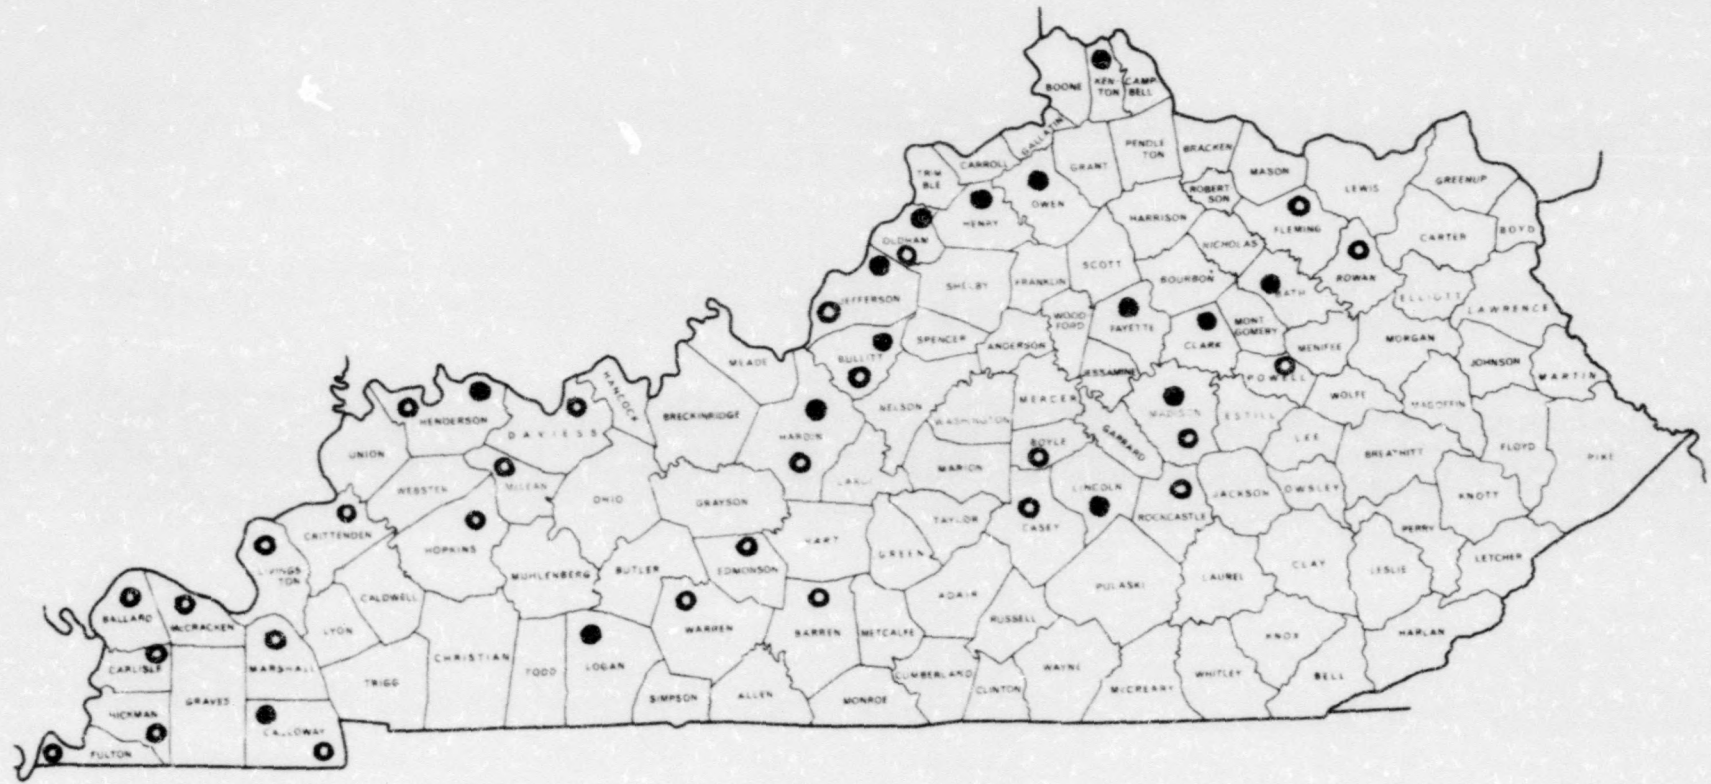 BOONE
KEN-
TON
CAMP
BELL
GALLATIN
CARROLL
TRIM
BLE
GRANT
PENDLE
TON
BRACKEN
MASON
ROBERT
SON
LEWIS
GREENUP
OWEN
HENRY
HARRISON
FLEMING
CARTER
BOYD
OLDHAM
NICHOLAS
SCOTT
BOURBON
ROWAN
BATH
ELLIOTT
LAWRENCE
JEFFERSON
SHELBY
FRANKLIN
WOOD-
FORD
FAYETTE
CLARK
MONT
GOMERY
MENIFEE
MORGAN
JOHNSON
MARTIN
BULLITT
SPENCER
ANDERSON
JESSAMINE
POWELL
WOLFE
MAGOFFIN
MEADE
HANCOCK
BRECKINRIDGE
HENDERSON
DAVIESS
NELSON
WASHINGTON
MERCER
GARRARD
MADISON
ESTILL
LEE
BREATHITT
FLOYD
PIKE
UNION
HARDIN
BOYLE
MARION
WEBSTER
McLEAN
OHIO
GRAYSON
LINCOLN
ROCKCASTLE
JACKSON
OWSLEY
KNOTT
PERRY
CRITTENDEN
HOPKINS
TAYLOR
CASEY
HART
GREEN
LETCHER
LIVINGS
TON
MUHLENBERG
BUTLER
EDMONSON
PULASKI
LAUREL
CLAY
LESLIE
BALLARD
McCRACKEN
CALDWELL
LYON
ADAIR
RUSSELL
WARREN
BARREN
METCALFE
KNOX
HARLAN
CARLISLE
MARSHALL
CHRISTIAN
TODD
LOGAN
TRIGG
SIMPSON
ALLEN
MONROE
CUMBERLAND
CLINTON
WAYNE
McCREARY
WHITLEY
BELL
HICKMAN
GRAVES
CALLOWAY
FULTON